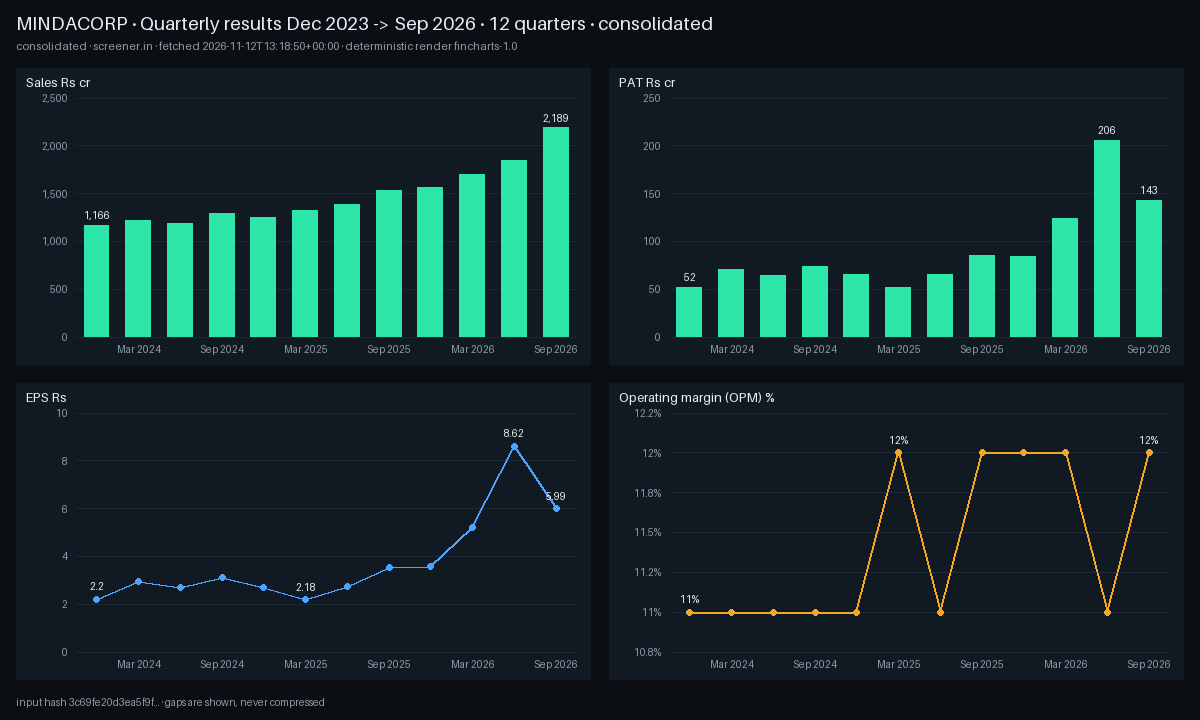 MINDACORP · Quarterly results Dec 2023 -> Sep 2026 · 12 quarters · consolidated
consolidated · screener.in · fetched 2026-11-12T13:18:50+00:00 · deterministic render fincharts-1.0
Sales Rs cr
2,500
2,000
1,500
1,000
500
0
1,166
2,189
Mar 2024
Sep 2024
Mar 2025
Sep 2025
Mar 2026
Sep 2026
PAT Rs cr
250
200
150
100
50
0
52
206
143
Mar 2024
Sep 2024
Mar 2025
Sep 2025
Mar 2026
Sep 2026
EPS Rs
10
8
6
4
2
0
2.2
2.18
8.62
5.99
Mar 2024
Sep 2024
Mar 2025
Sep 2025
Mar 2026
Sep 2026
Operating margin (OPM) %
12.2%
12%
11.8%
11.5%
11.2%
11%
10.8%
11%
12%
12%
Mar 2024
Sep 2024
Mar 2025
Sep 2025
Mar 2026
Sep 2026
input hash 3c69fe20d3ea5f9f… · gaps are shown, never compressed